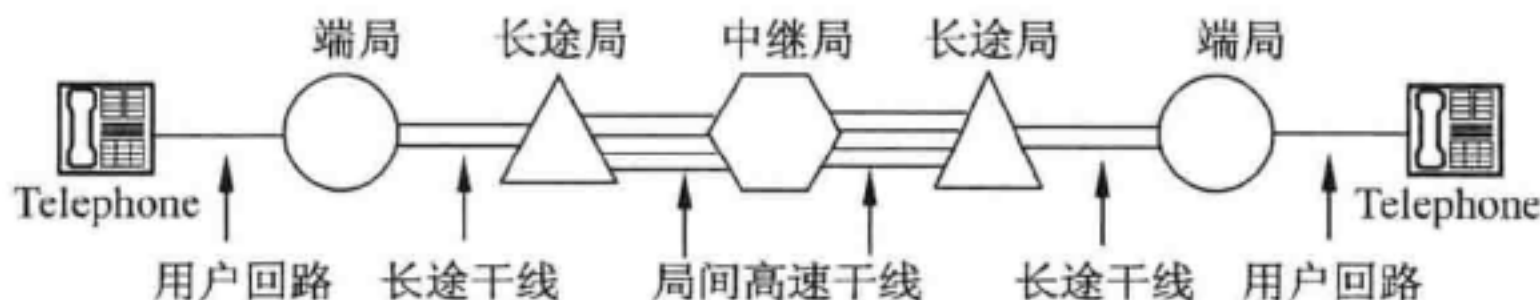 端局 长途局 中继局 长途局 端局
Telephone Telephone
用户回路 长途干线 局间高速干线 长途干线 用户回路